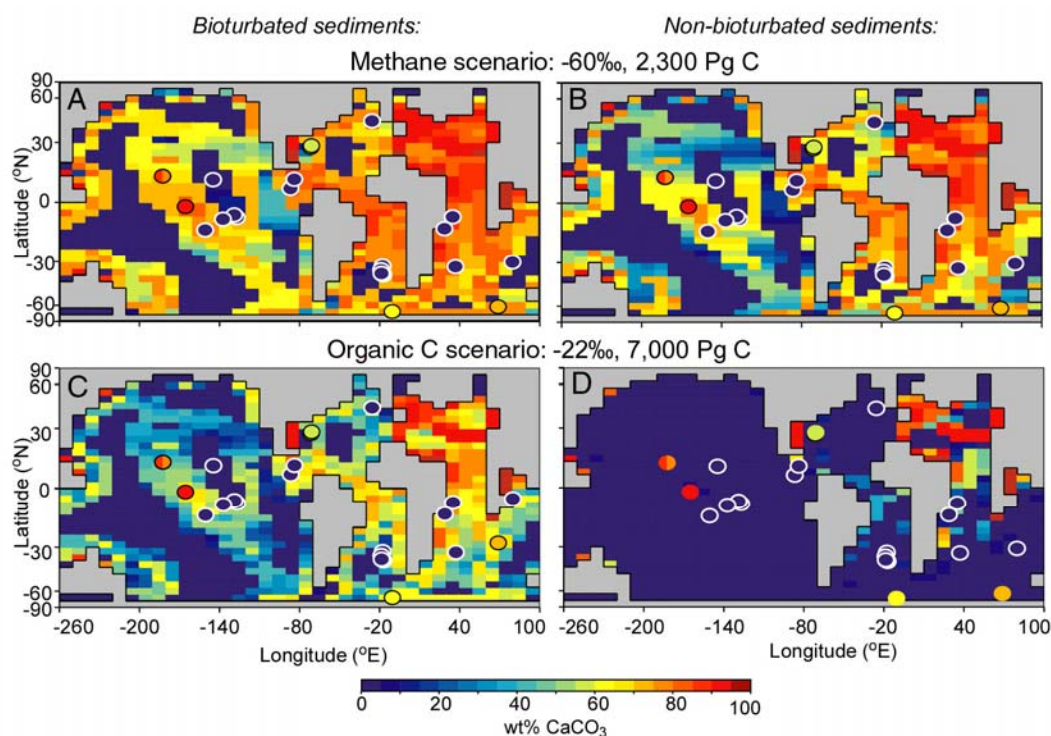 Bioturbated sediments: Non-bioturbated sediments:
Methane scenario: -60‰, 2,300 Pg C
A B
90
60
30
0
-30
-60
-90
Latitude (°N)
Organic C scenario: -22‰, 7,000 Pg C
C D
90
60
30
0
-30
-60
-90
Latitude (°N)
-260 -200 -140 -80 -20 40 100
-260 -200 -140 -80 -20 40 100
Longitude (°E) Longitude (°E)
0 20 40 60 80 100
wt% CaCO₃